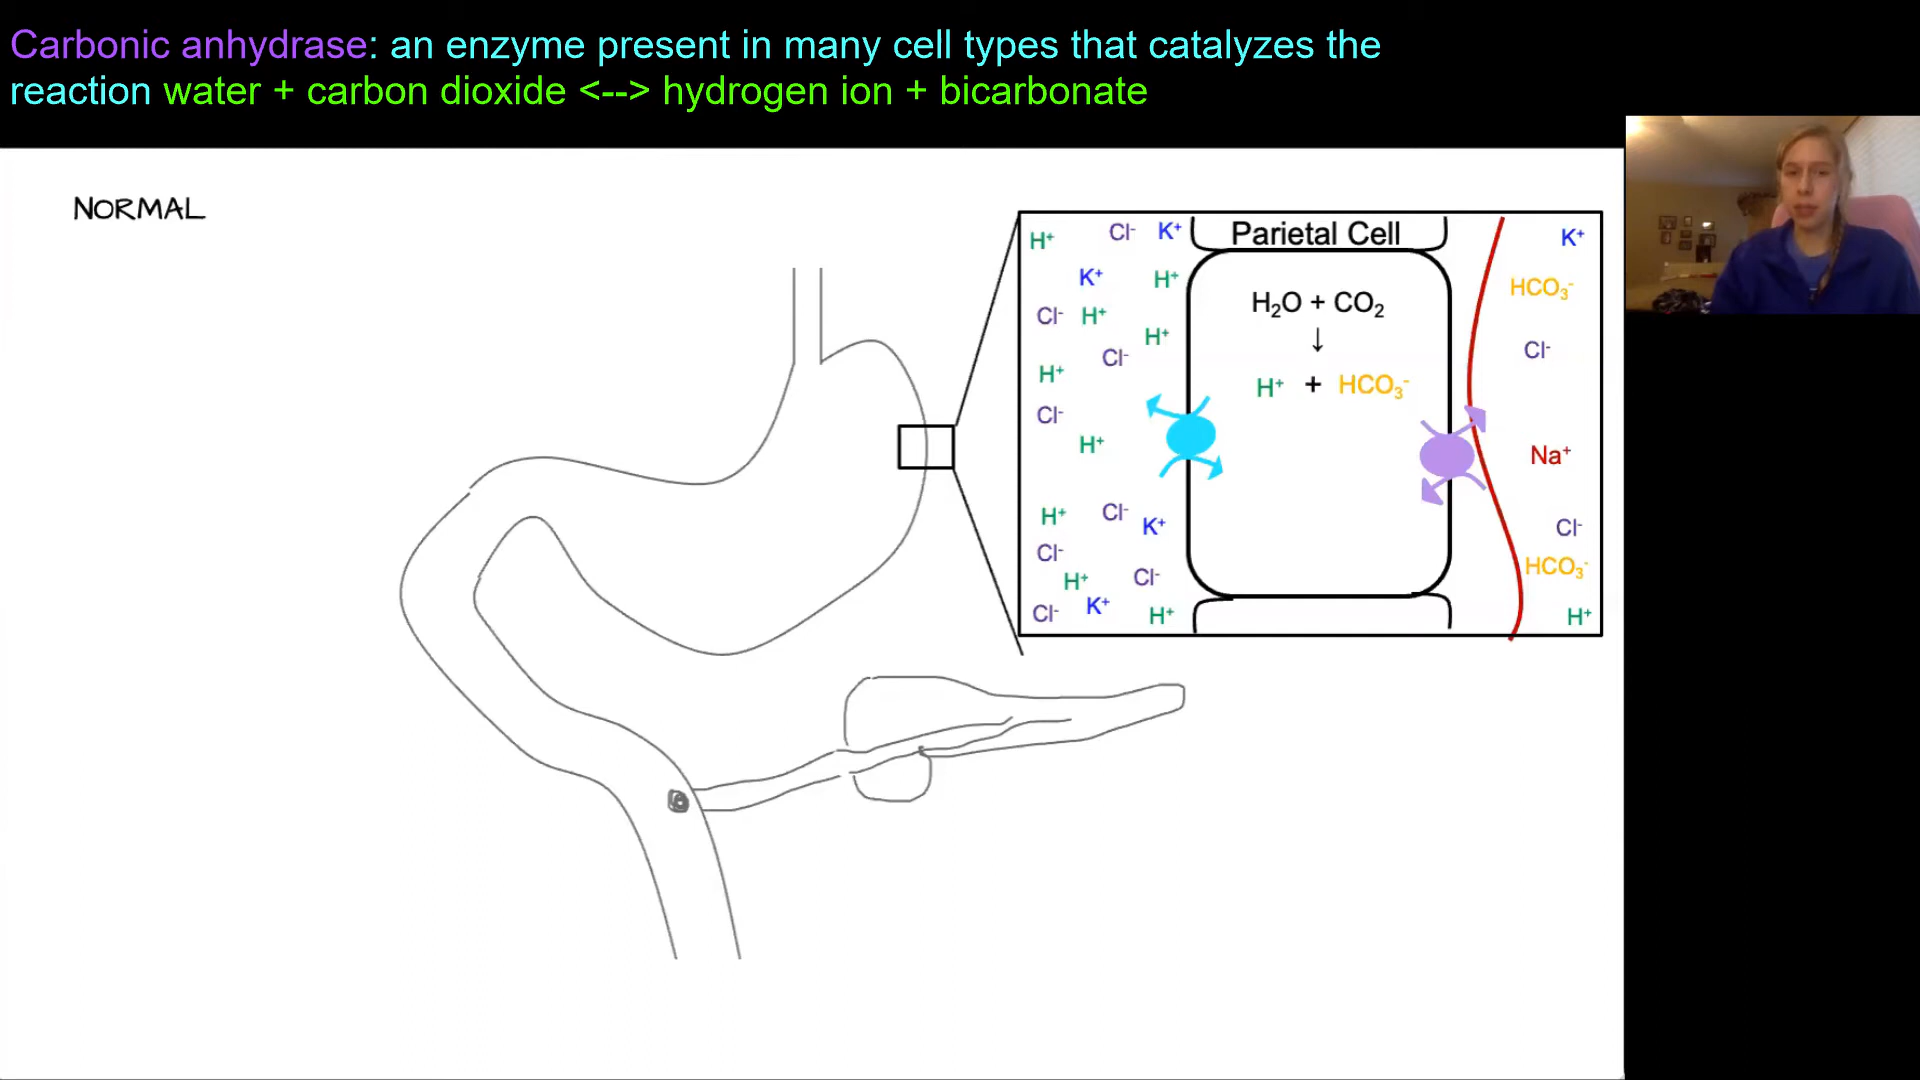 Carbonic anhydrase: an enzyme present in many cell types that catalyzes the
reaction water + carbon dioxide <--> hydrogen ion + bicarbonate
NORMAL
Parietal Cell
H⁺ Cl⁻ K⁺
K⁺ H⁺
Cl⁻ H⁺
H⁺
Cl⁻
H⁺
Cl⁻
H⁺
H⁺ Cl⁻ K⁺
Cl⁻
H⁺ Cl⁻
Cl⁻ K⁺ H⁺
H₂O + CO₂
↓
H⁺ + HCO₃⁻
K⁺
HCO₃⁻
Cl⁻
Na⁺
Cl⁻
HCO₃⁻
H⁺